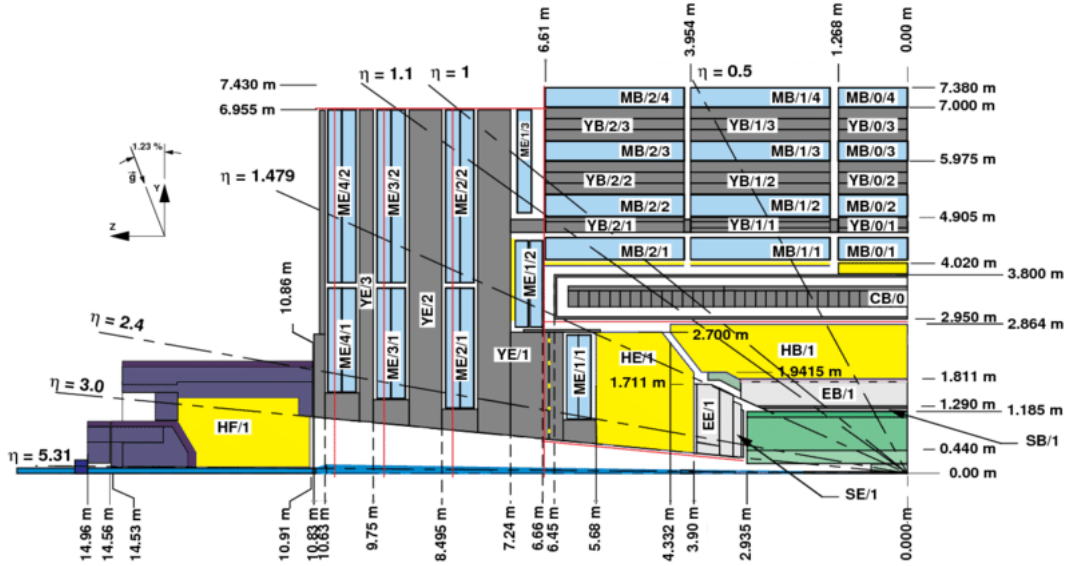 6.61 m
3.954 m
1.268 m
0.00 m
7.430 m
6.955 m
η = 1.1
η = 1
η = 0.5
1.23 %
g
Y
Z
η = 1.479
MB/2/4
MB/1/4
MB/0/4
7.380 m
7.000 m
YB/2/3
YB/1/3
YB/0/3
MB/2/3
MB/1/3
MB/0/3
5.975 m
YB/2/2
YB/1/2
YB/0/2
MB/2/2
MB/1/2
MB/0/2
4.905 m
YB/2/1
YB/1/1
YB/0/1
MB/2/1
MB/1/1
MB/0/1
4.020 m
3.800 m
CB/0
2.950 m
2.864 m
ME/4/2
ME/3/2
ME/2/2
ME/1/3
ME/1/2
YE/3
YE/2
10.86 m
η = 2.4
ME/4/1
ME/3/1
ME/2/1
YE/1
ME/1/1
HE/1
2.700 m
HB/1
1.9415 m
1.711 m
1.811 m
EB/1
1.290 m
1.185 m
EE/1
SB/1
0.440 m
0.00 m
SE/1
η = 3.0
HF/1
η = 5.31
14.96 m
14.56 m
14.53 m
10.91 m
10.83 m
10.63 m
9.75 m
8.495 m
7.24 m
6.66 m
6.45 m
5.68 m
4.332 m
3.90 m
2.935 m
0.000 m